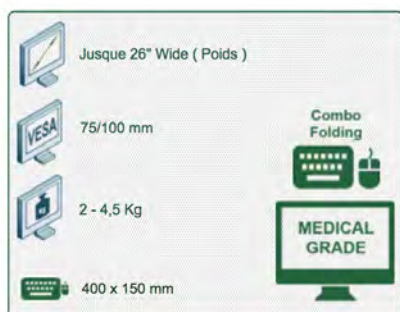 Jusque 26" Wide ( Poids )
VESA
75/100 mm
2 - 4,5 Kg
400 x 150 mm
Combo
Folding
MEDICAL
GRADE